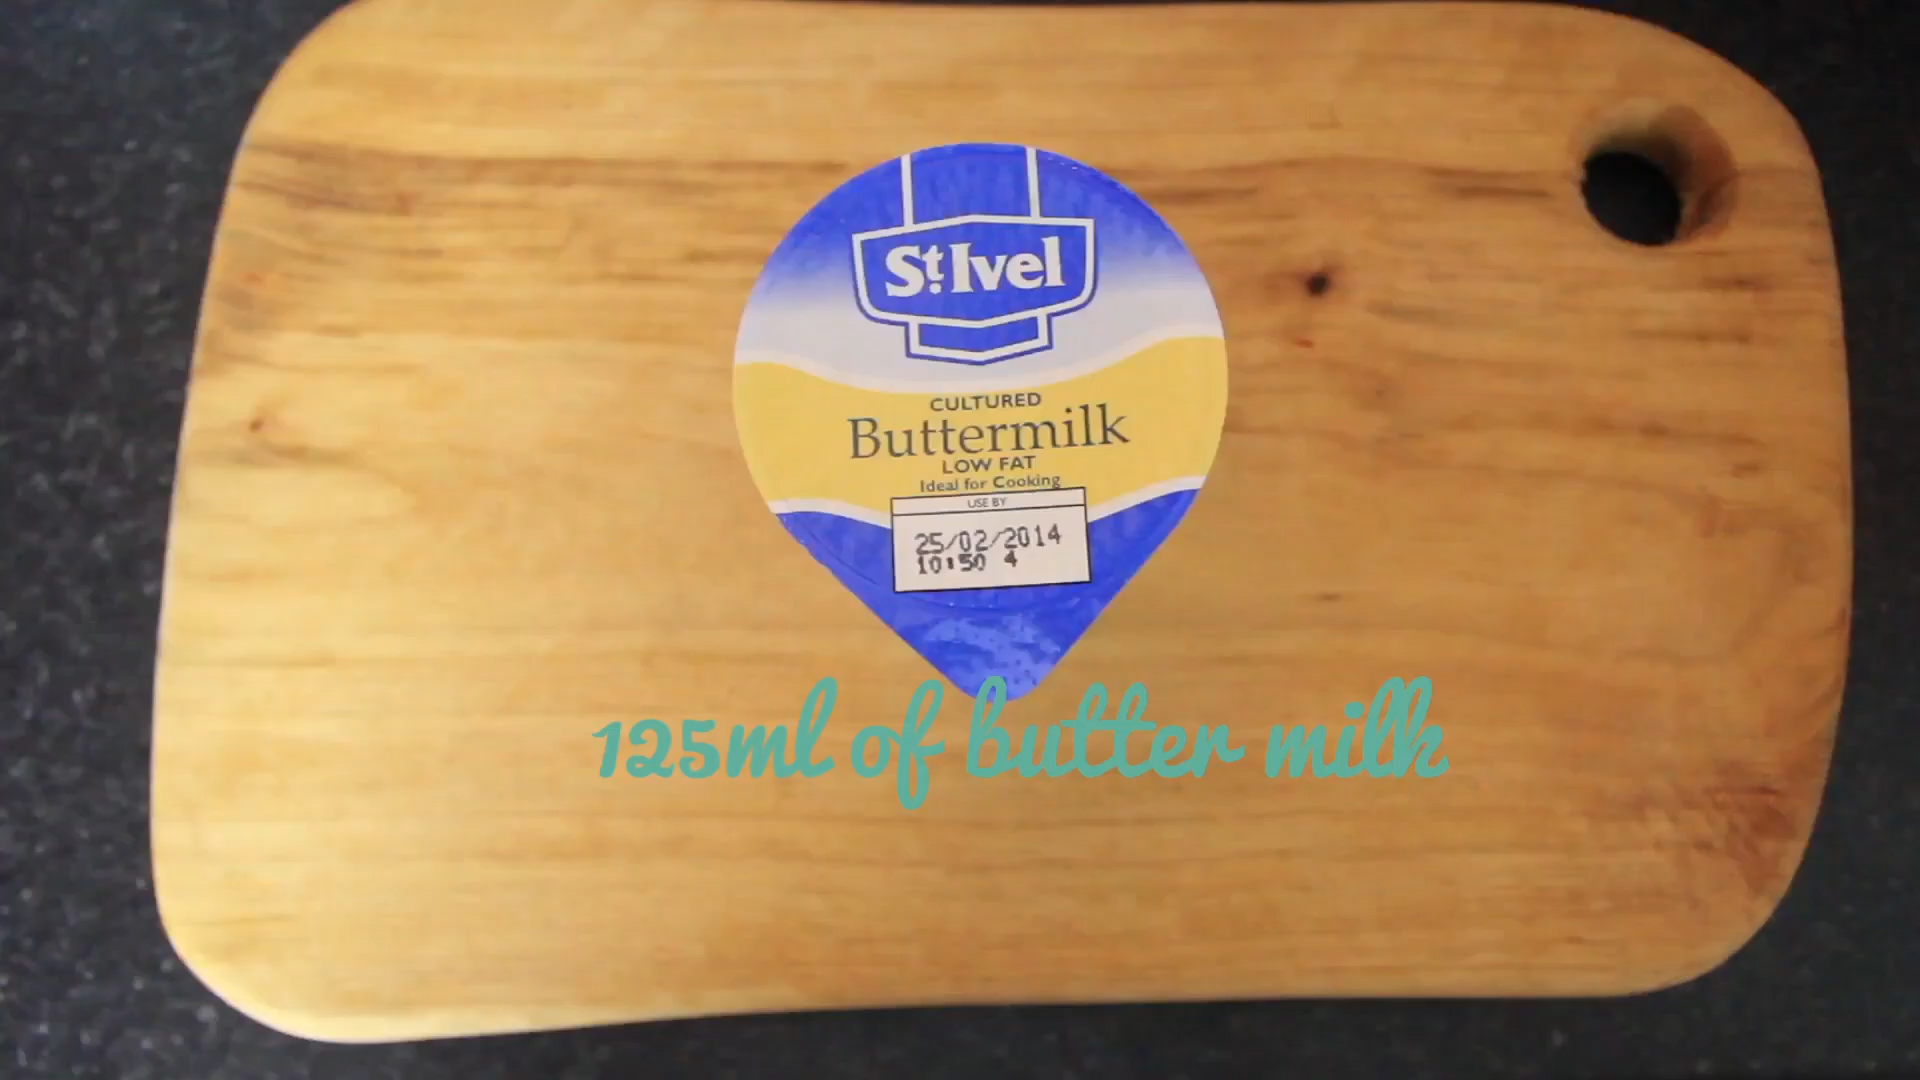 St. Ivel
CULTURED
Buttermilk
LOW FAT
Ideal for Cooking
USE BY
25/02/2014
10:50 4
125ml of butter milk